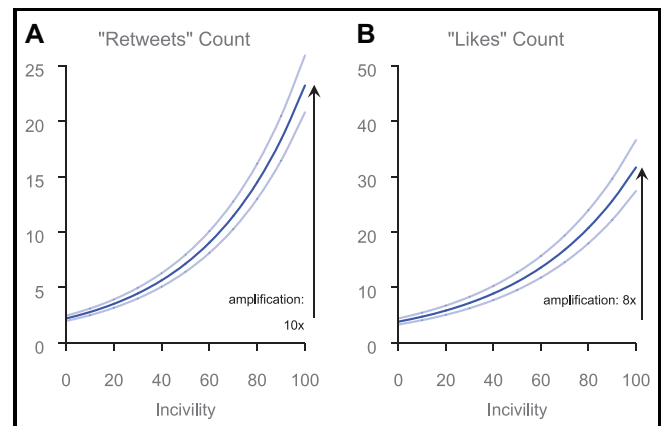 A "Retweets" Count
25
20
15
10
5
0
0 20 40 60 80 100
Incivility
amplification:
10x
B "Likes" Count
50
40
30
20
10
0
0 20 40 60 80 100
Incivility
amplification: 8x